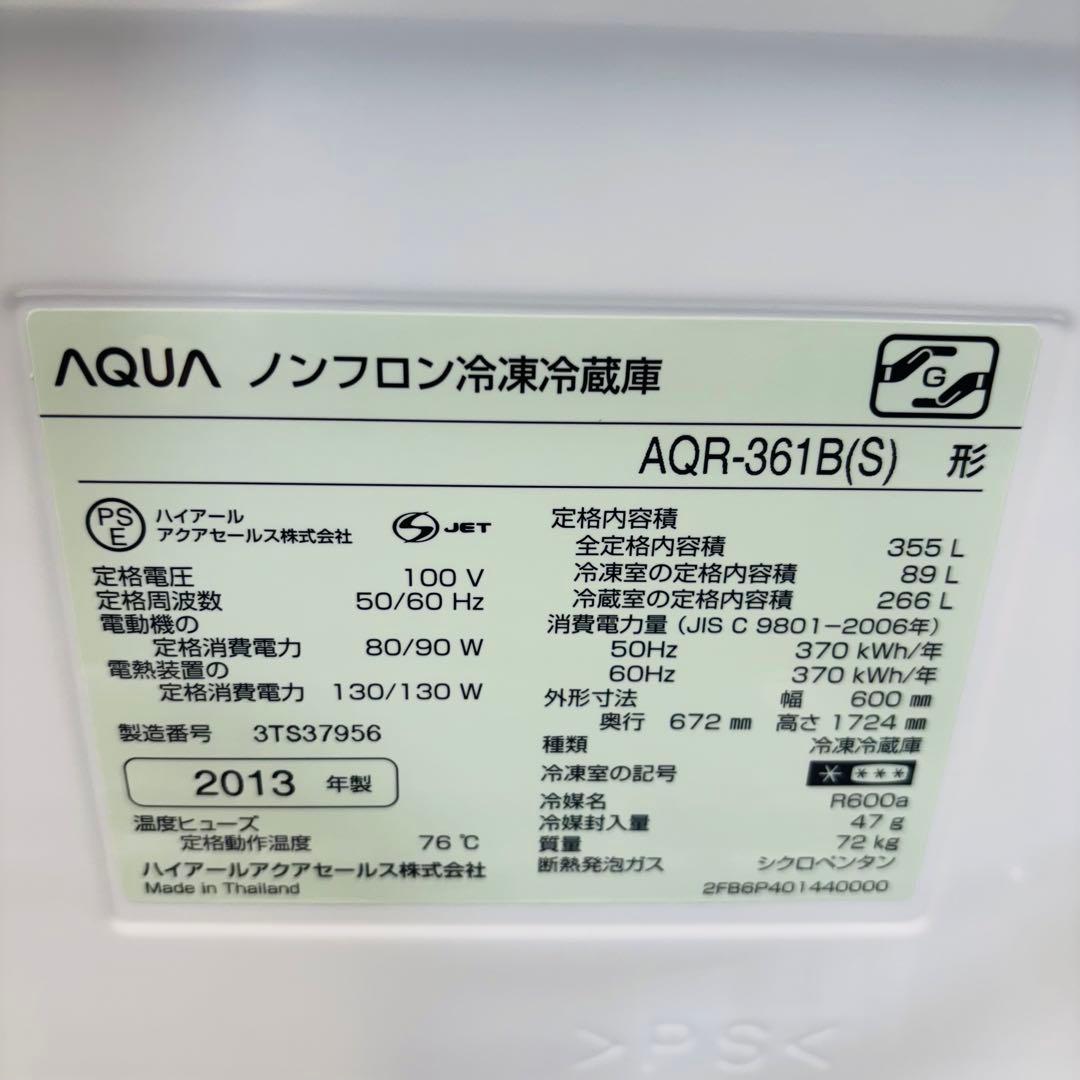 AQUA ノンフロン冷凍冷蔵庫
G
AQR-361B(S) 形
PSE ハイアール
アクアセールス株式会社
JET
定格電圧 100 V
定格周波数 50/60 Hz
電動機の
定格消費電力 80/90 W
電熱装置の
定格消費電力 130/130 W
製造番号 3TS37956
2013 年製
温度ヒューズ
定格動作温度 76 ℃
ハイアールアクアセールス株式会社
Made in Thailand
定格内容積
全定格内容積 355 L
冷凍室の定格内容積 89 L
冷蔵室の定格内容積 266 L
消費電力量 (JIS C 9801-2006年)
50Hz 370 kWh/年
60Hz 370 kWh/年
外形寸法 幅 600 ㎜
奥行 672 ㎜ 高さ 1724 ㎜
種類 冷凍冷蔵庫
冷凍室の記号 * ***
冷媒名 R600a
冷媒封入量 47 g
質量 72 kg
断熱発泡ガス シクロペンタン
2FB6P401440000
>PS<